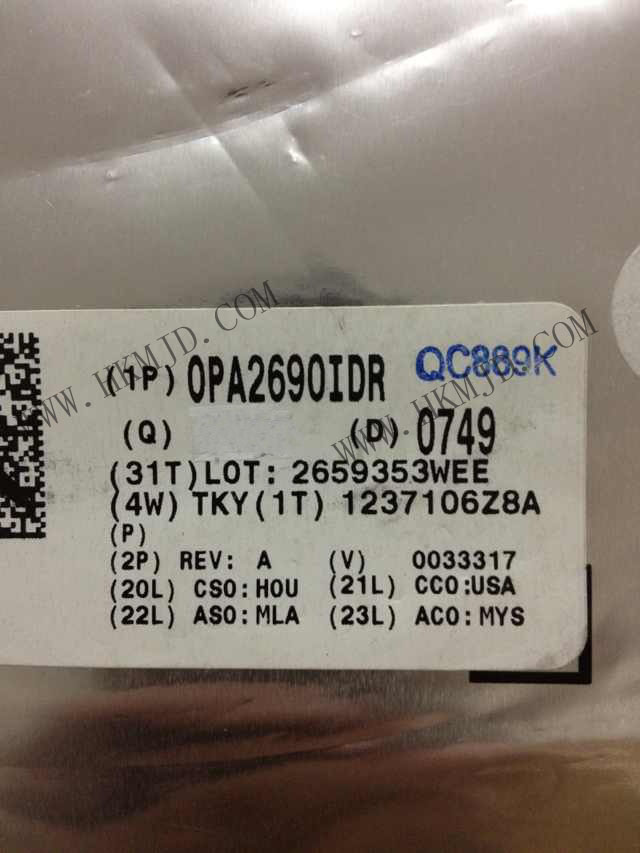 (1P) OPA2690IDR QC889K
(Q) (D) 0749
(31T)LOT: 2659353WEE
(4W) TKY(1T) 1237106Z8A
(P)
(2P) REV: A (V) 0033317
(20L) CSO:HOU (21L) CCO:USA
(22L) ASO:MLA (23L) ACO:MYS
WWW.HKMJD.COM
WWW.HKMJD.COM